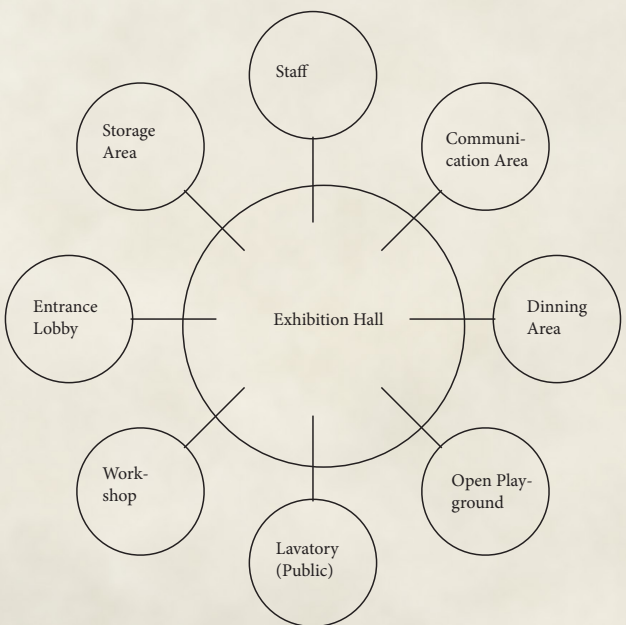 Staff
Storage
Area
Communi-
cation Area
Entrance
Lobby
Exhibition Hall
Dinning
Area
Work-
shop
Open Play-
ground
Lavatory
(Public)